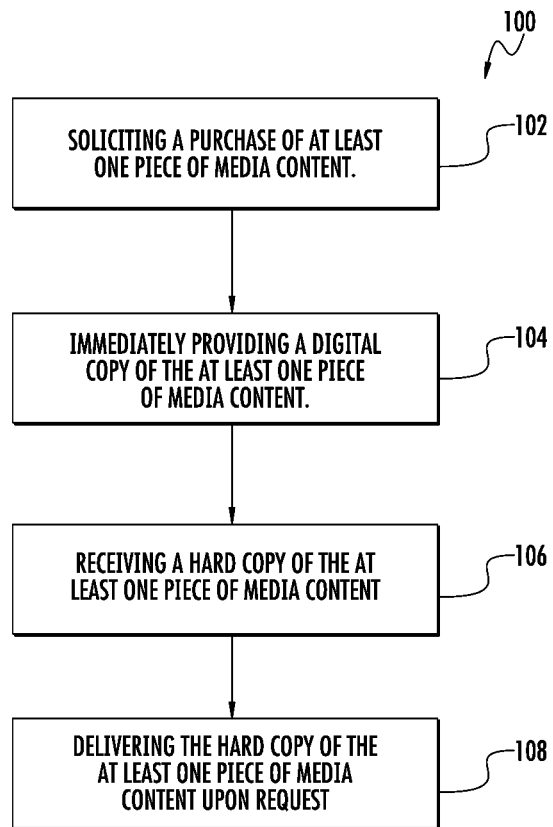 100
SOLICITING A PURCHASE OF AT LEAST
ONE PIECE OF MEDIA CONTENT.
102
IMMEDIATELY PROVIDING A DIGITAL
COPY OF THE AT LEAST ONE PIECE
OF MEDIA CONTENT.
104
RECEIVING A HARD COPY OF THE AT
LEAST ONE PIECE OF MEDIA CONTENT
106
DELIVERING THE HARD COPY OF THE
AT LEAST ONE PIECE OF MEDIA
CONTENT UPON REQUEST
108